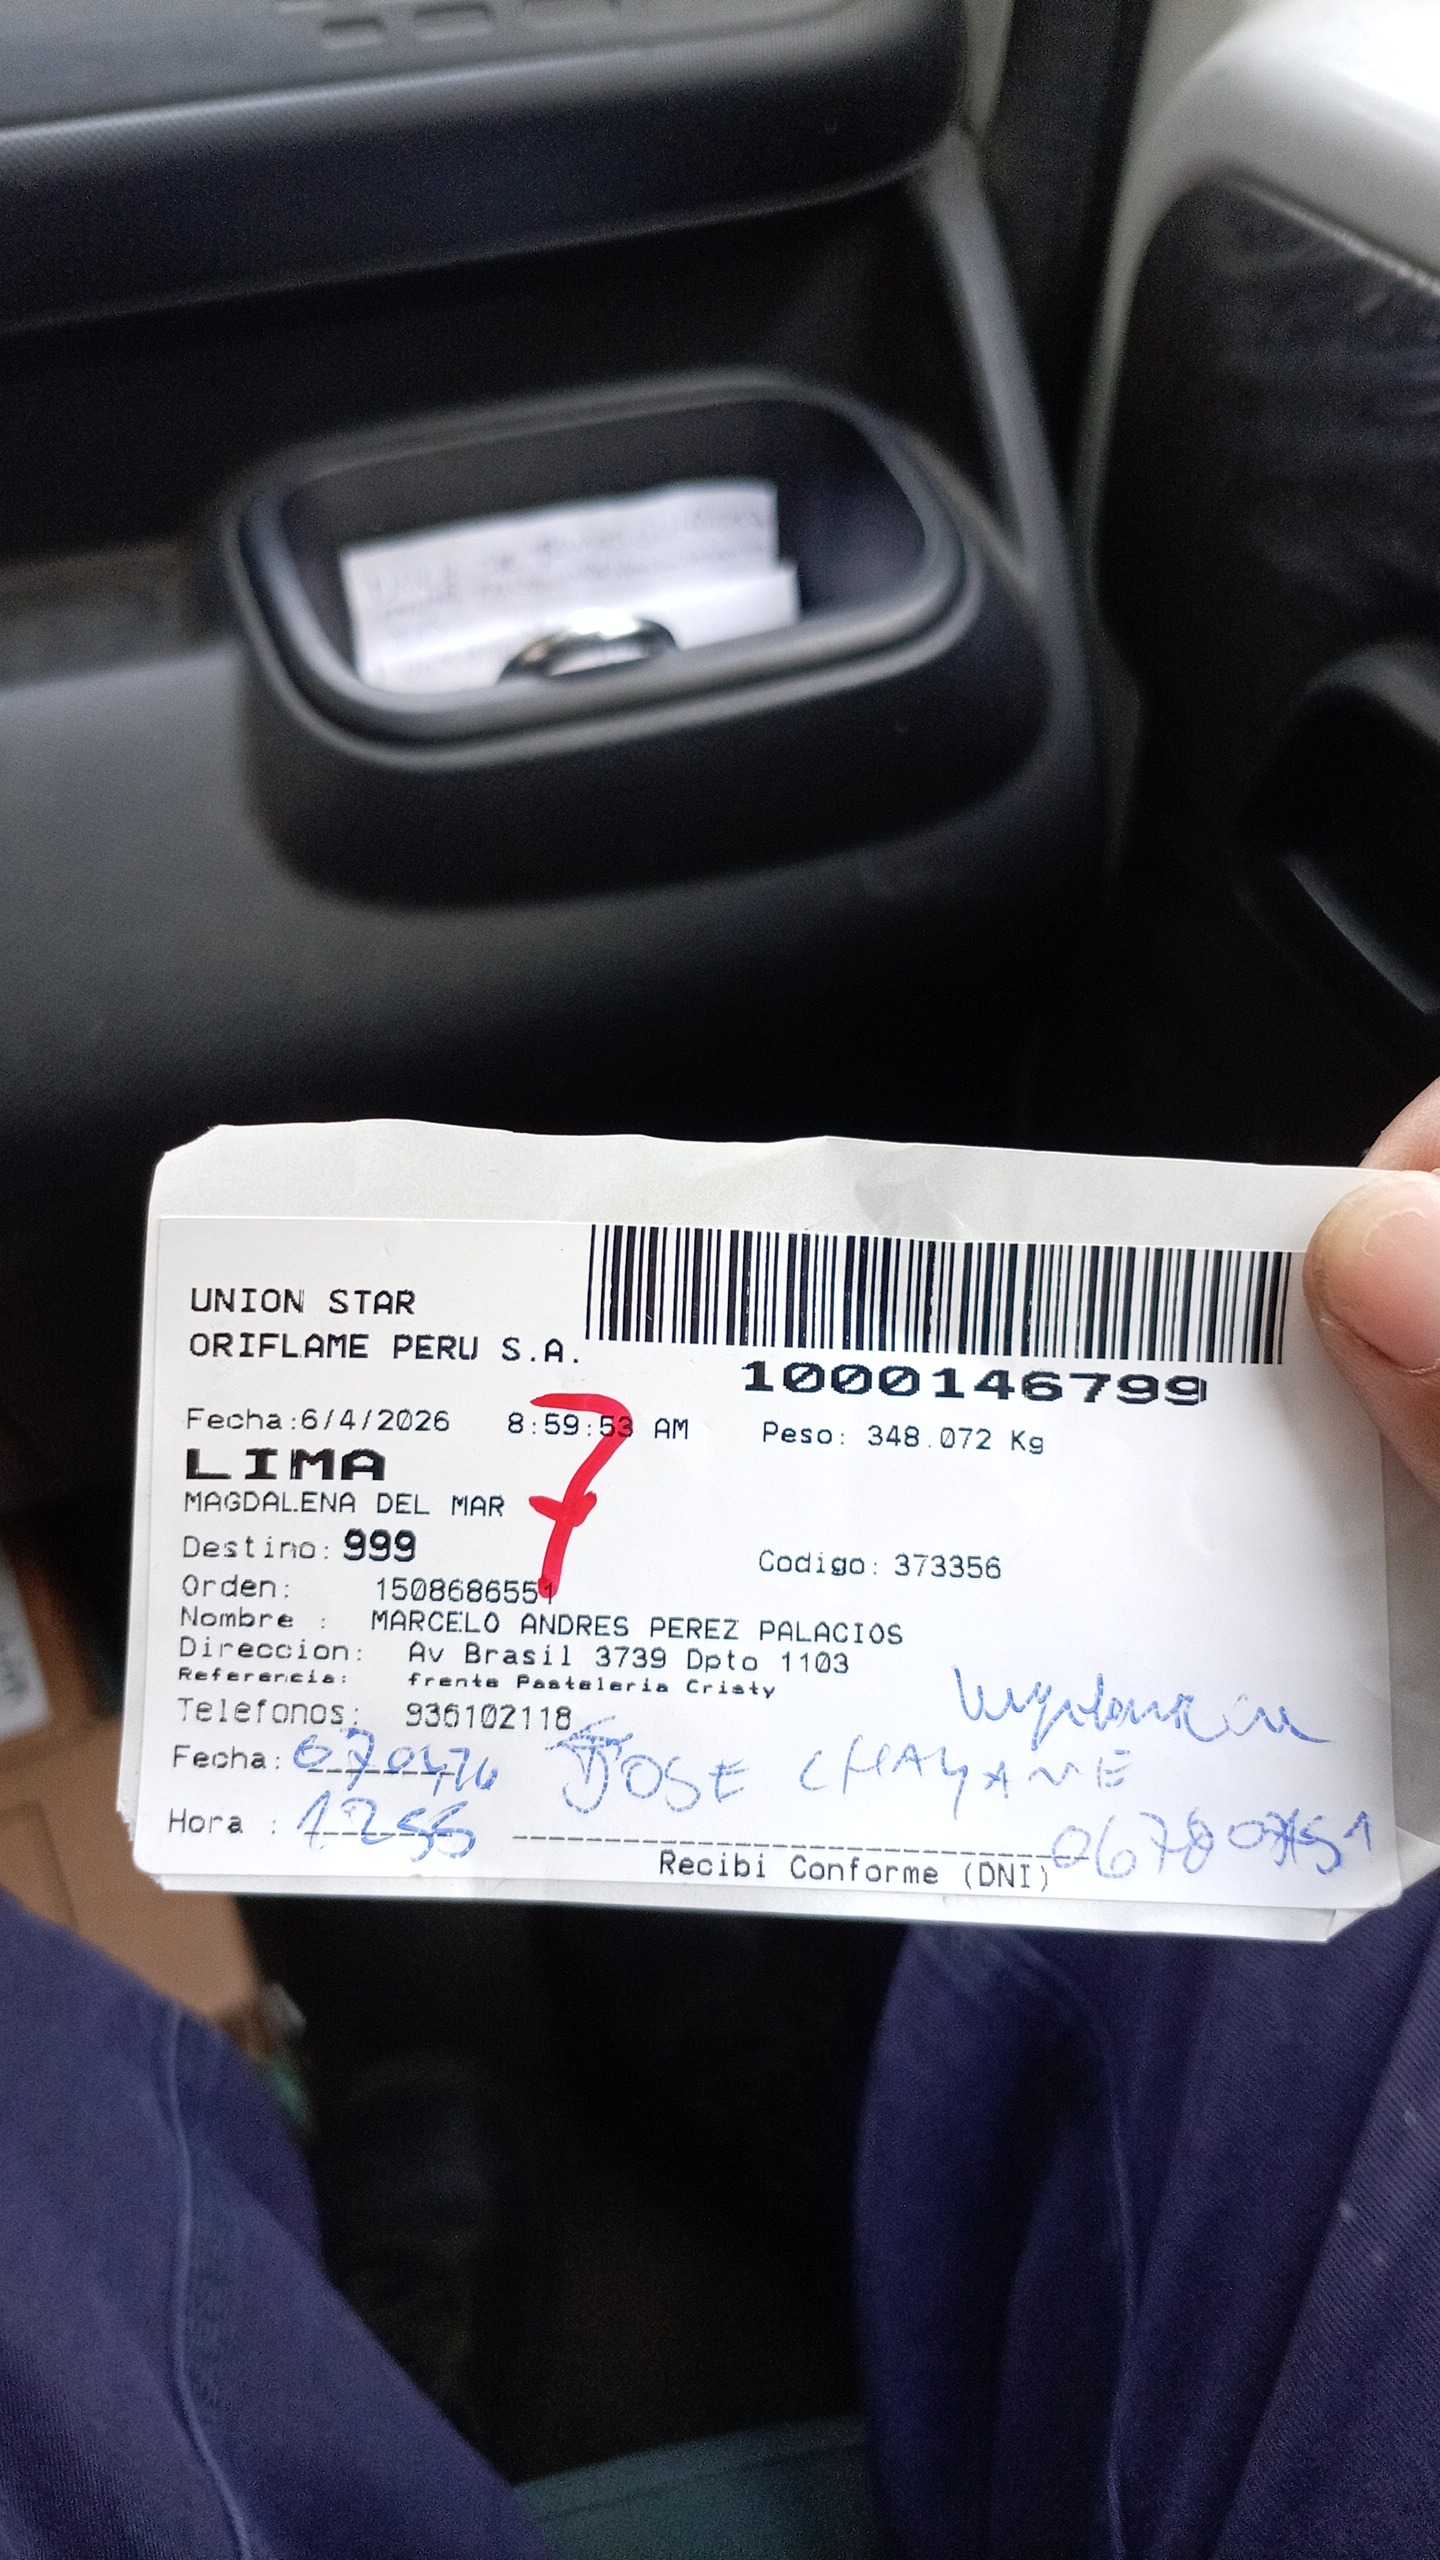 UNION STAR
ORIFLAME PERU S.A.
1000146799
Fecha:6/4/2026 8:59:53 AM Peso: 348.072 Kg
7
LIMA
MAGDALENA DEL MAR
Destino: 999 Codigo: 373356
Orden: 1508686551
Nombre : MARCELO ANDRES PEREZ PALACIOS
Direccion: Av Brasil 3739 Dpto 1103
Referencia: frente Pasteleria Cristy
Telefonos: 936102118
Fecha:
JOSE CHAYANE
Hora : 1255
Recibi Conforme (DNI)